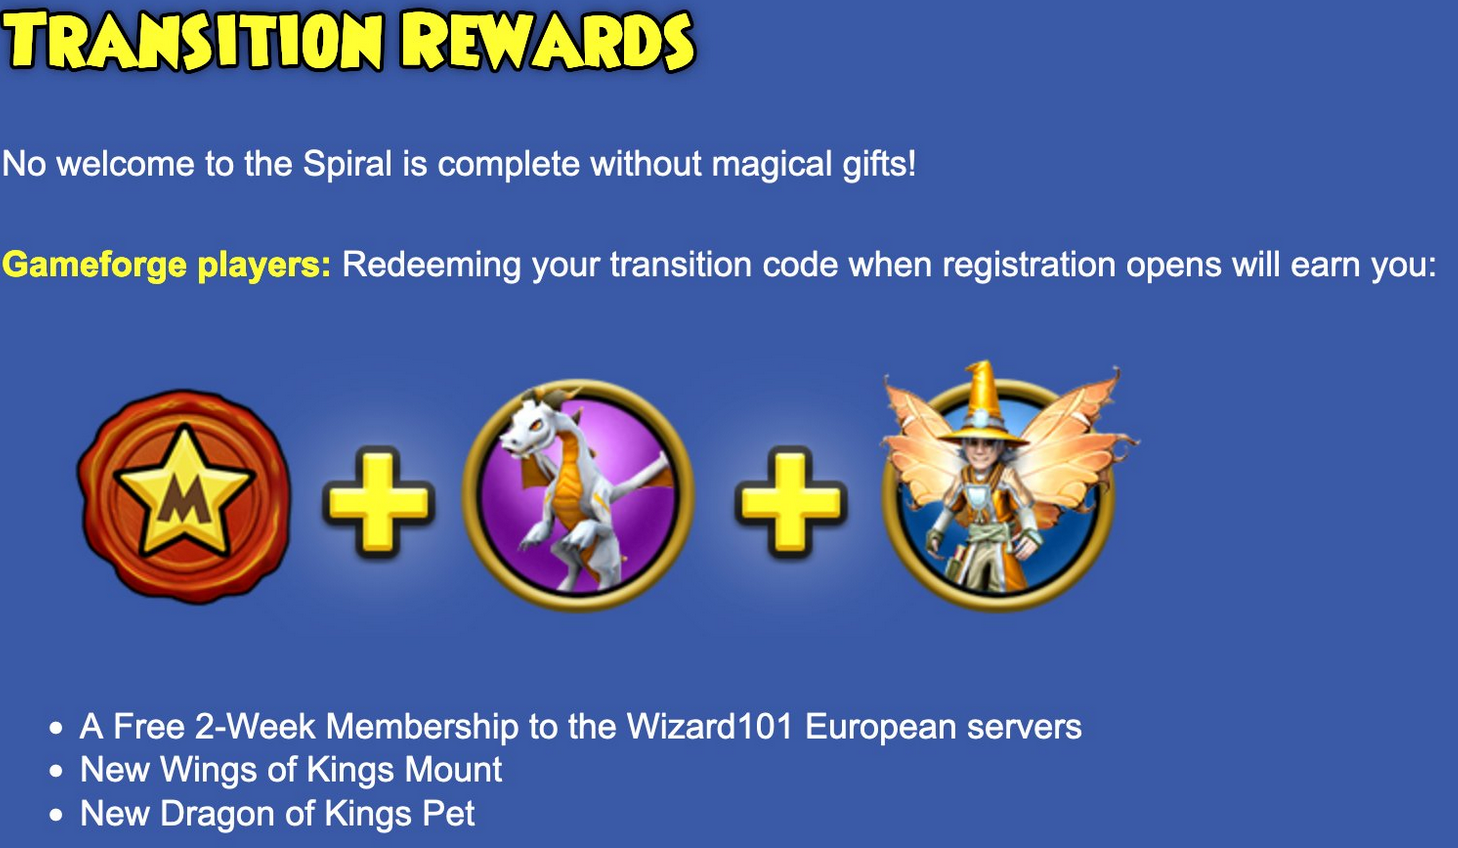 TRANSITION REWARDS
No welcome to the Spiral is complete without magical gifts!
Gameforge players: Redeeming your transition code when registration opens will earn you:
M
A Free 2-Week Membership to the Wizard101 European servers
New Wings of Kings Mount
New Dragon of Kings Pet